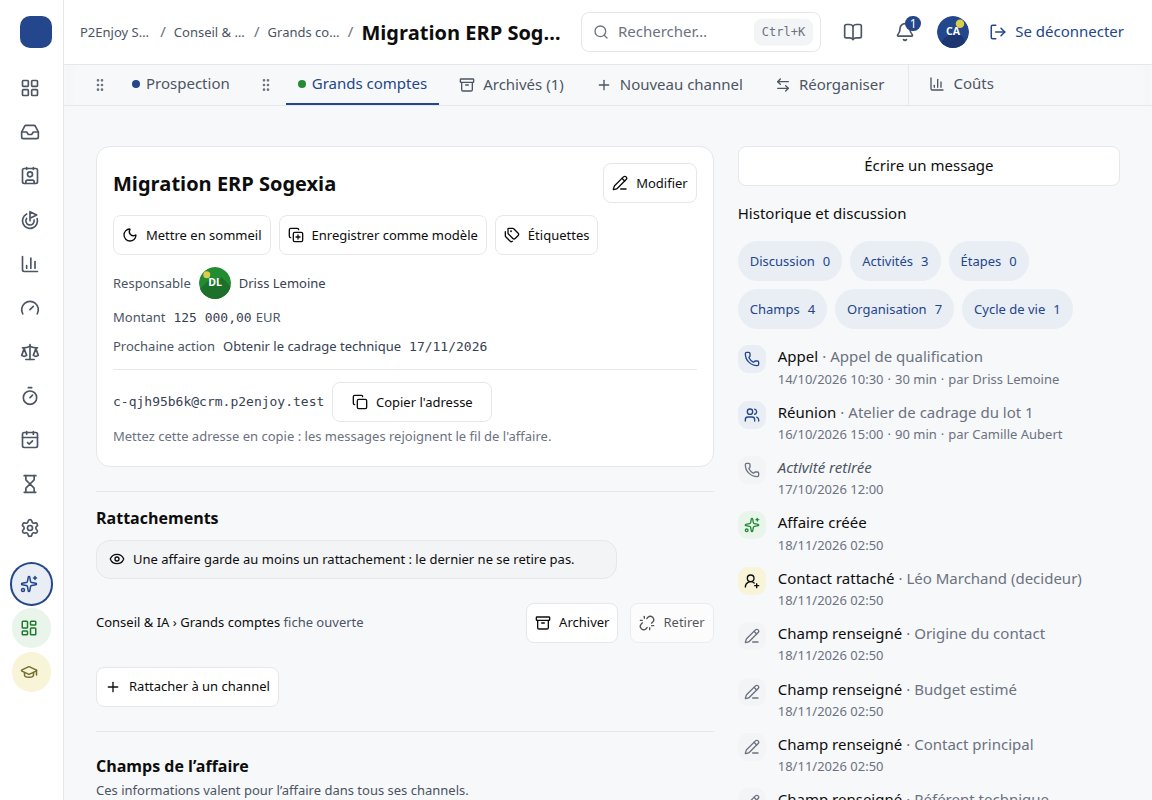 P2Enjoy S... / Conseil & ... / Grands co... / Migration ERP Sog...
Rechercher... Ctrl+K
1
CA
Se déconnecter
Prospection
Grands comptes
Archivés (1)
Nouveau channel
Réorganiser
Coûts
Migration ERP Sogexia
Modifier
Mettre en sommeil
Enregistrer comme modèle
Étiquettes
Responsable DL Driss Lemoine
Montant 125 000,00 EUR
Prochaine action Obtenir le cadrage technique 17/11/2026
c-qjh95b6k@crm.p2enjoy.test Copier l'adresse
Mettez cette adresse en copie : les messages rejoignent le fil de l'affaire.
Rattachements
Une affaire garde au moins un rattachement : le dernier ne se retire pas.
Conseil & IA › Grands comptes fiche ouverte
Archiver
Retirer
Rattacher à un channel
Champs de l’affaire
Ces informations valent pour l’affaire dans tous ses channels.
Écrire un message
Historique et discussion
Discussion 0
Activités 3
Étapes 0
Champs 4
Organisation 7
Cycle de vie 1
Appel · Appel de qualification
14/10/2026 10:30 · 30 min · par Driss Lemoine
Réunion · Atelier de cadrage du lot 1
16/10/2026 15:00 · 90 min · par Camille Aubert
Activité retirée
17/10/2026 12:00
Affaire créée
18/11/2026 02:50
Contact rattaché · Léo Marchand (decideur)
18/11/2026 02:50
Champ renseigné · Origine du contact
18/11/2026 02:50
Champ renseigné · Budget estimé
18/11/2026 02:50
Champ renseigné · Contact principal
18/11/2026 02:50
Champ renseigné · Référent technique